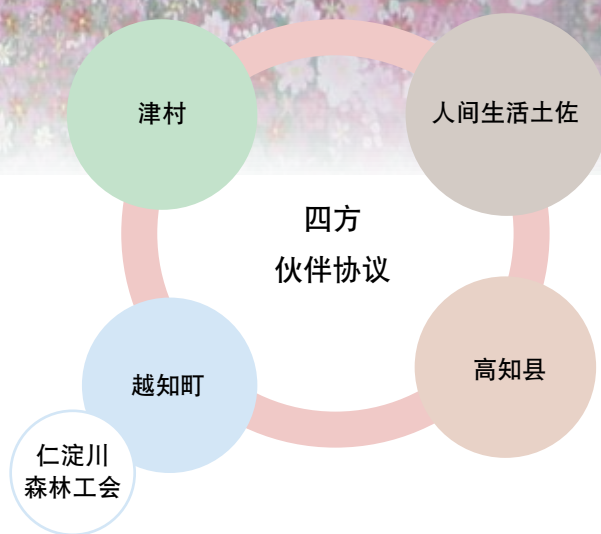 津村
人间生活土佐
四方
伙伴协议
越知町
高知县
仁淀川
森林工会